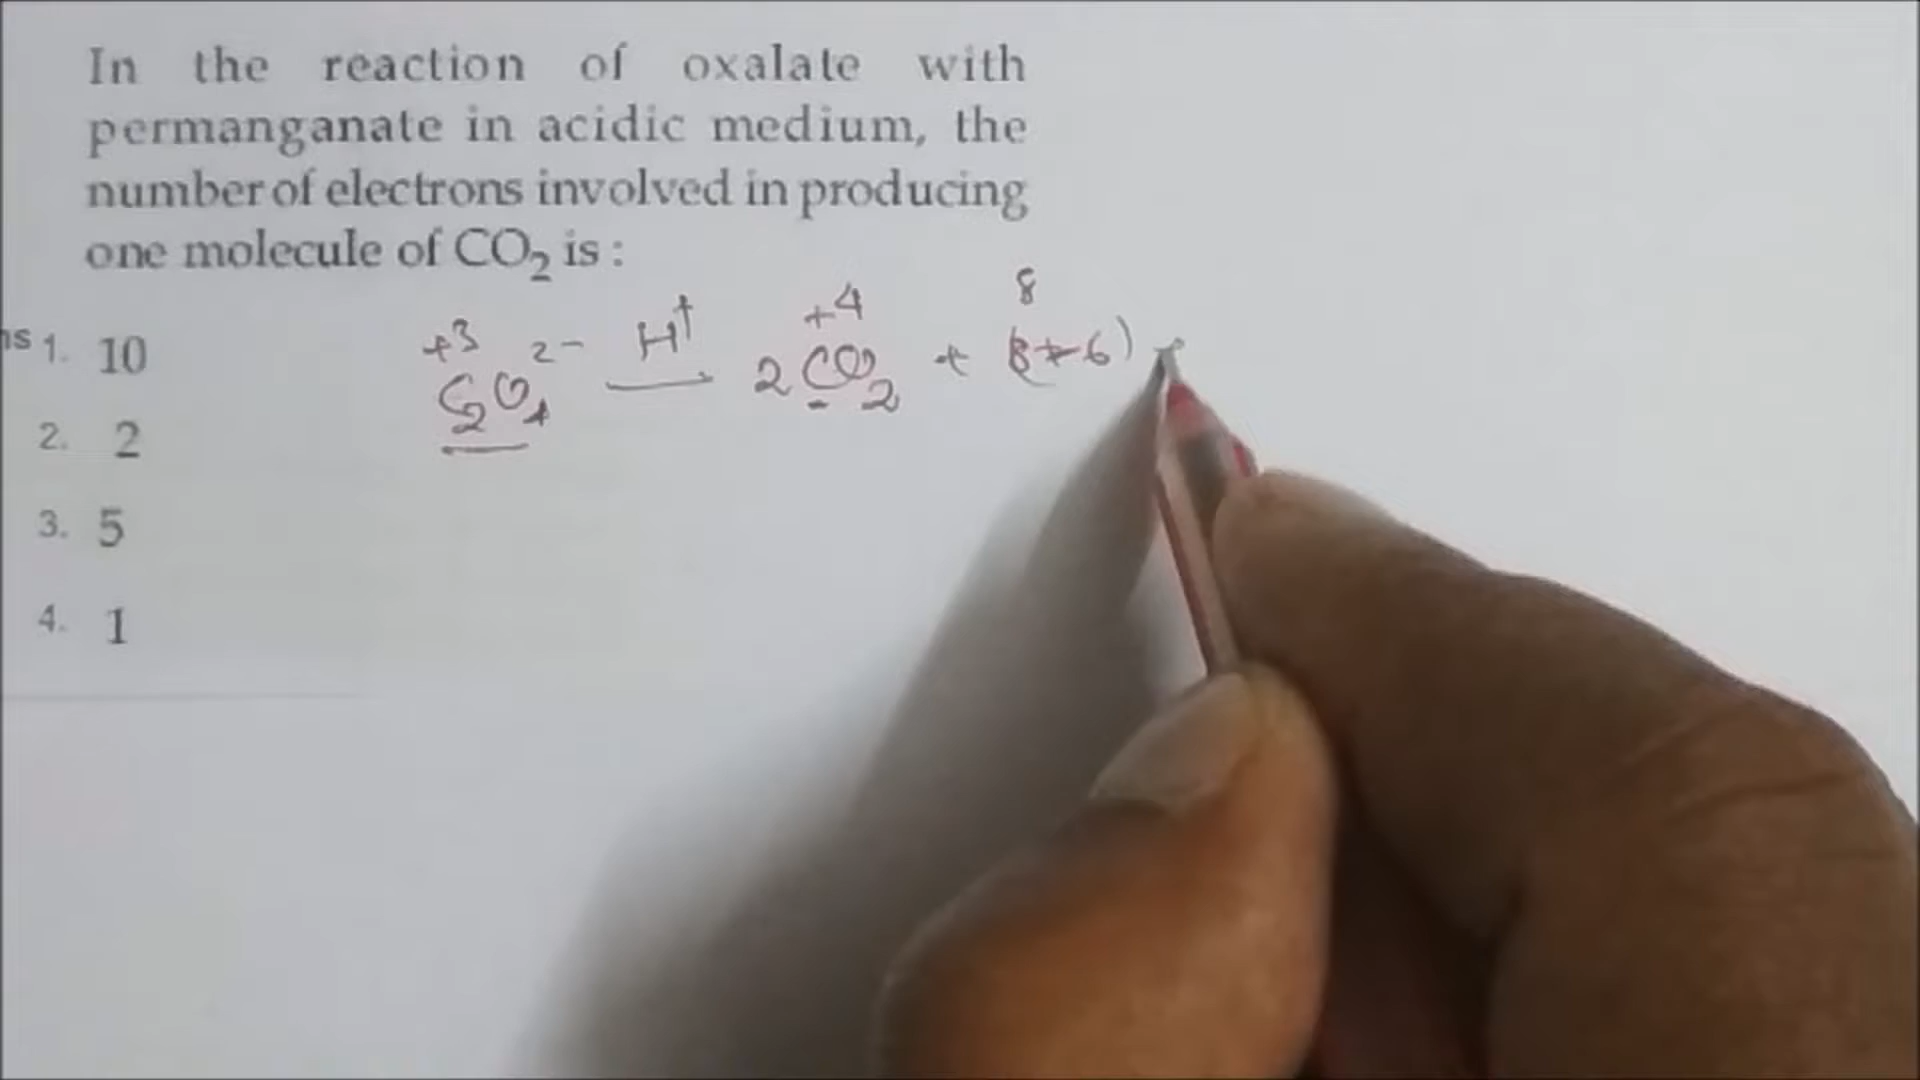 In the reaction of oxalate with
permanganate in acidic medium, the
number of electrons involved in producing
one molecule of CO₂ is :
ns 1. 10
2. 2
3. 5
4. 1
+3 +4 8
C₂O₄ ²⁻ H⁺ 2CO₂ + (8-6)